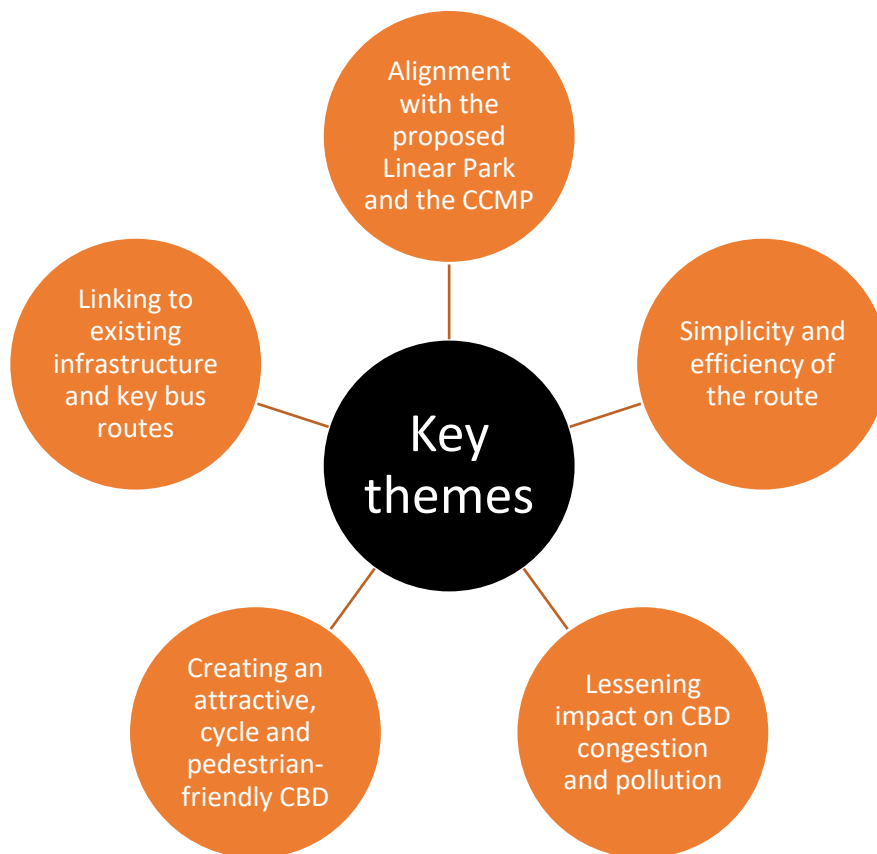 Alignment
with the
proposed
Linear Park
and the CCMP
Simplicity and
efficiency of
the route
Lessening
impact on CBD
congestion
and pollution
Creating an
attractive,
cycle and
pedestrian-
friendly CBD
Linking to
existing
infrastructure
and key bus
routes
Key
themes